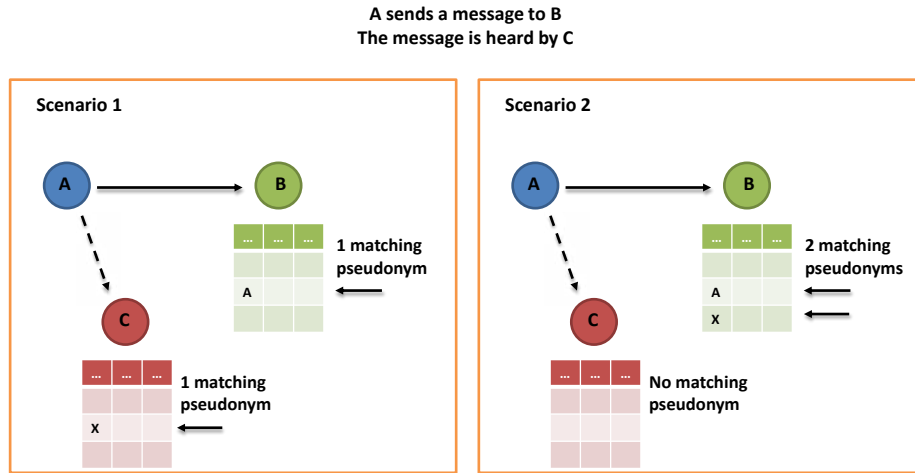 A sends a message to B
The message is heard by C
Scenario 1
A
B
... ... ...
1 matching
pseudonym
A
C
... ... ...
1 matching
pseudonym
X
Scenario 2
A
B
... ... ...
2 matching
pseudonyms
A
X
C
... ... ...
No matching
pseudonym